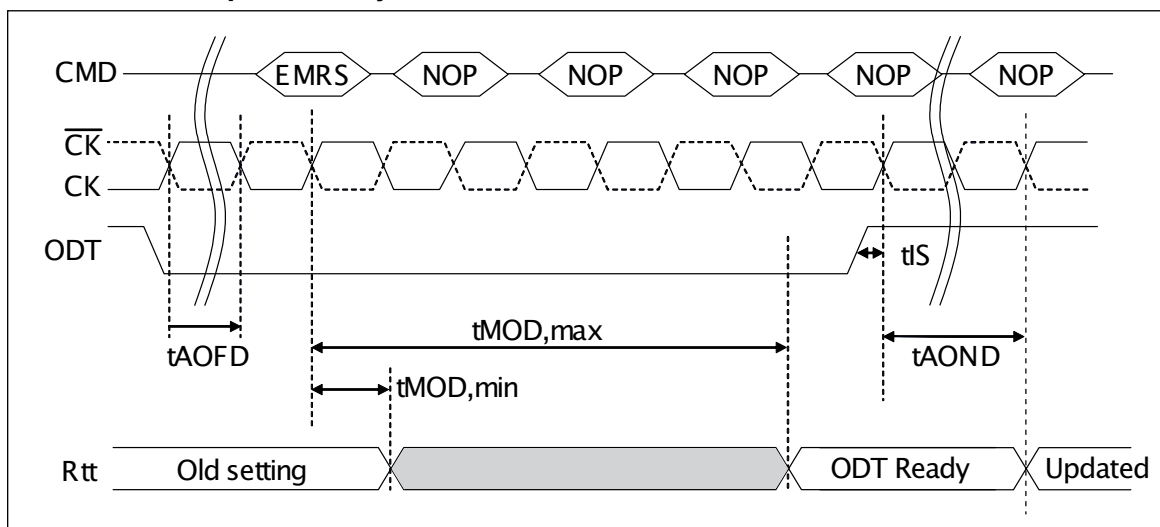 CMD EMRS NOP NOP NOP NOP NOP
CK
CK
ODT
tIS
tMOD,max
tAOFD
tAOND
tMOD,min
Rtt Old setting ODT Ready Updated